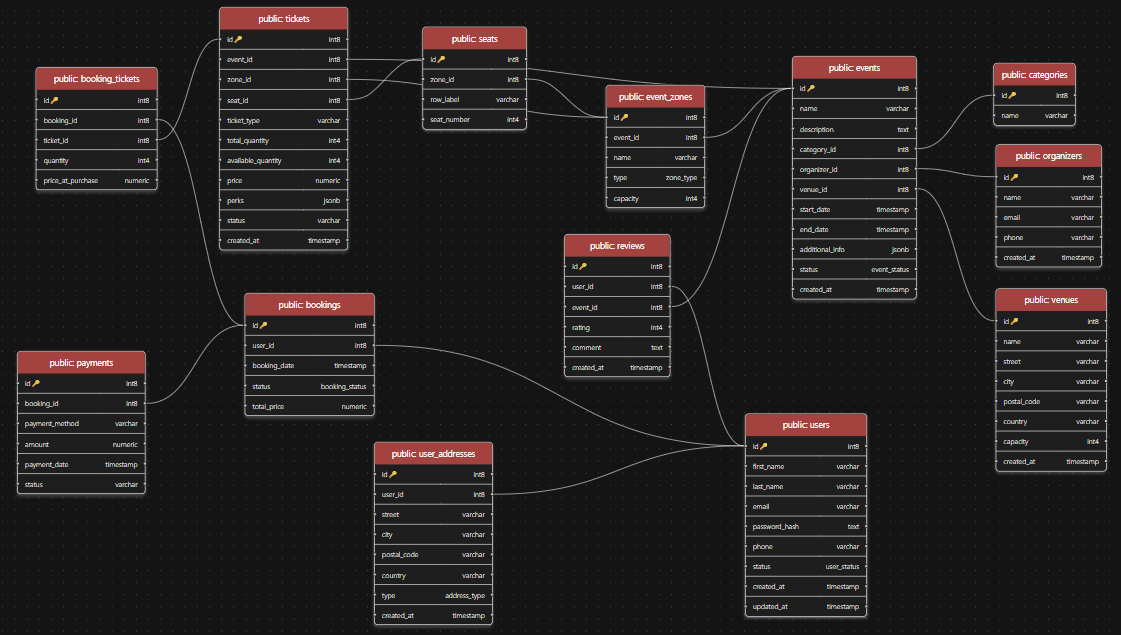 public: booking_tickets
id int8
booking_id int8
ticket_id int8
quantity int4
price_at_purchase numeric
public: tickets
id int8
event_id int8
zone_id int8
seat_id int8
ticket_type varchar
total_quantity int4
available_quantity int4
price numeric
perks jsonb
status varchar
created_at timestamp
public: seats
id int8
zone_id int8
row_label varchar
seat_number int4
public: event_zones
id int8
event_id int8
name varchar
type zone_type
capacity int4
public: events
id int8
name varchar
description text
category_id int8
organizer_id int8
venue_id int8
start_date timestamp
end_date timestamp
additional_info jsonb
status event_status
created_at timestamp
public: categories
id int8
name varchar
public: organizers
id int8
name varchar
email varchar
phone varchar
created_at timestamp
public: reviews
id int8
user_id int8
event_id int8
rating int4
comment text
created_at timestamp
public: venues
id int8
name varchar
street varchar
city varchar
postal_code varchar
country varchar
capacity int4
created_at timestamp
public: bookings
id int8
user_id int8
booking_date timestamp
status booking_status
total_price numeric
public: payments
id int8
booking_id int8
payment_method varchar
amount numeric
payment_date timestamp
status varchar
public: user_addresses
id int8
user_id int8
street varchar
city varchar
postal_code varchar
country varchar
type address_type
created_at timestamp
public: users
id int8
first_name varchar
last_name varchar
email varchar
password_hash text
phone varchar
status user_status
created_at timestamp
updated_at timestamp